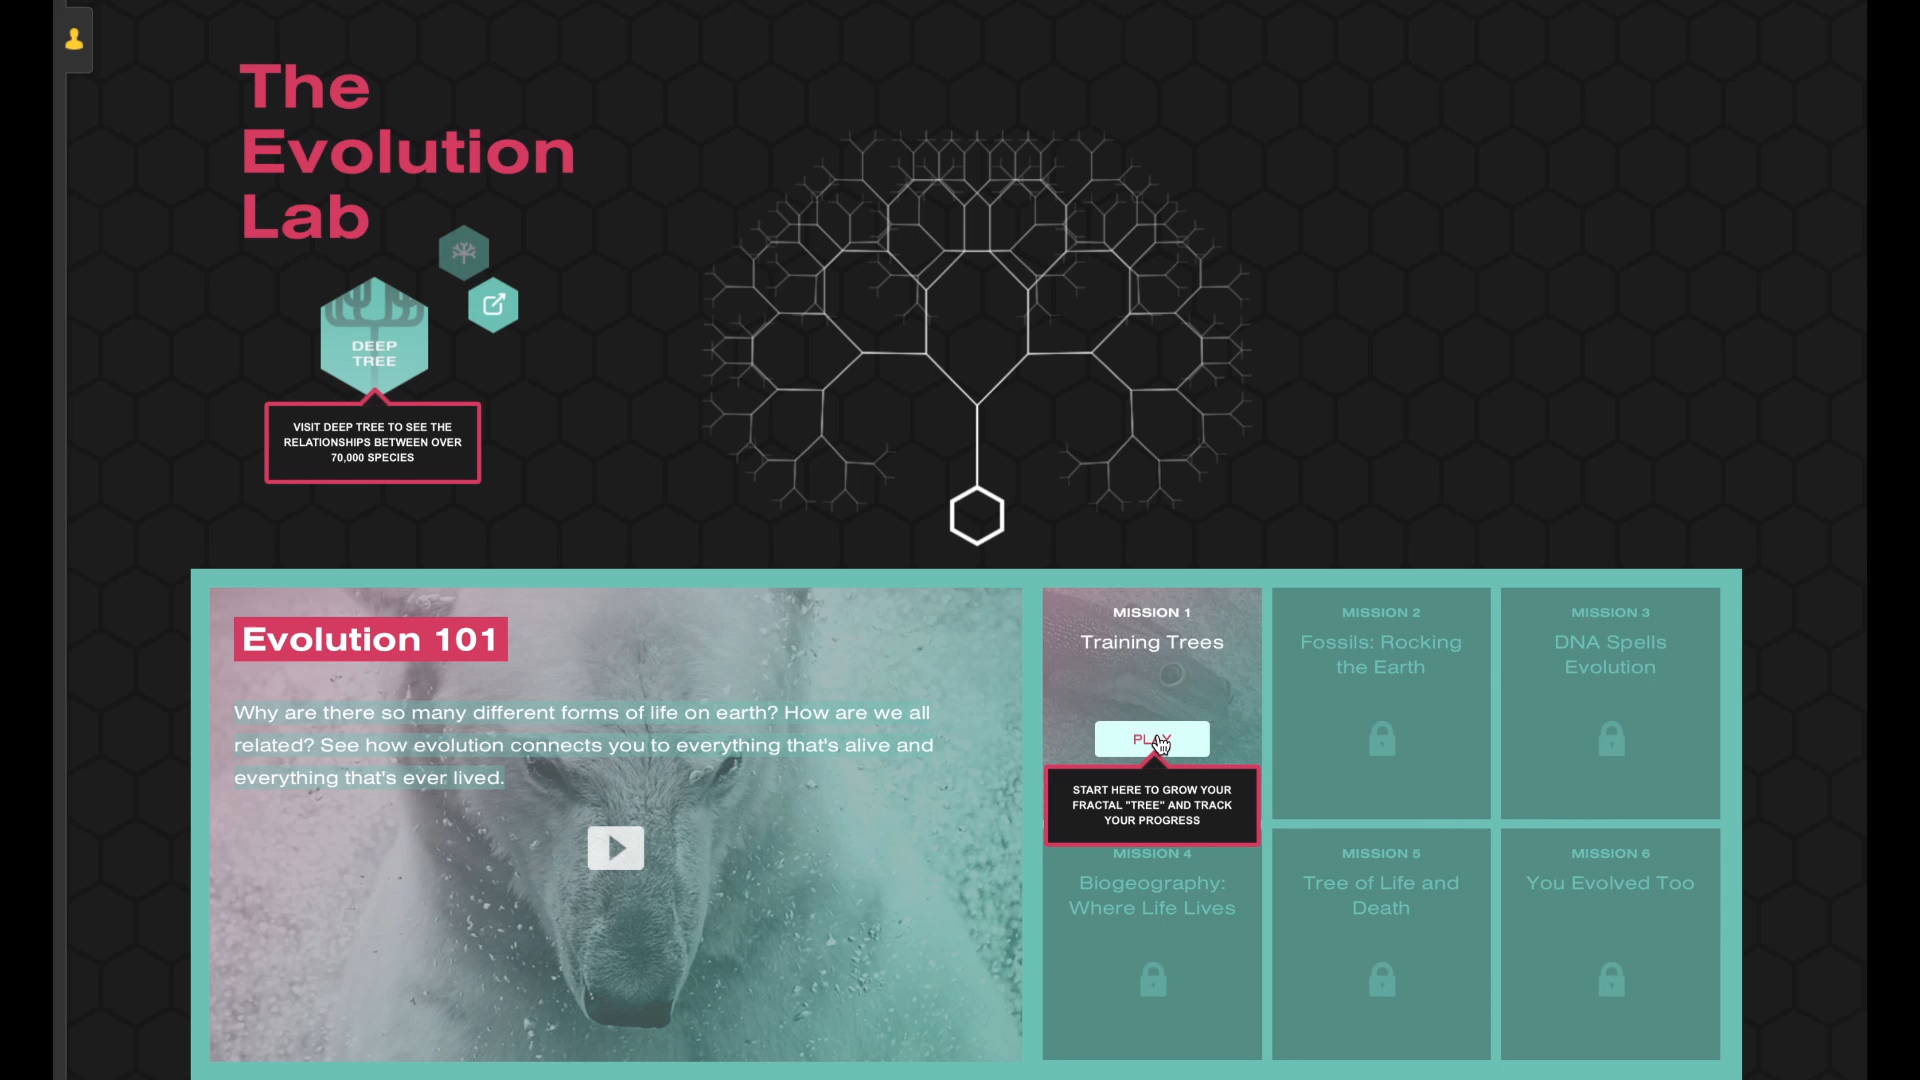 The
Evolution
Lab
DEEP
TREE
VISIT DEEP TREE TO SEE THE
RELATIONSHIPS BETWEEN OVER
70,000 SPECIES
Evolution 101
Why are there so many different forms of life on earth? How are we all
related? See how evolution connects you to everything that's alive and
everything that's ever lived.
MISSION 1
Training Trees
PLAY
START HERE TO GROW YOUR
FRACTAL "TREE" AND TRACK
YOUR PROGRESS
MISSION 2
Fossils: Rocking
the Earth
MISSION 3
DNA Spells
Evolution
MISSION 4
Biogeography:
Where Life Lives
MISSION 5
Tree of Life and
Death
MISSION 6
You Evolved Too